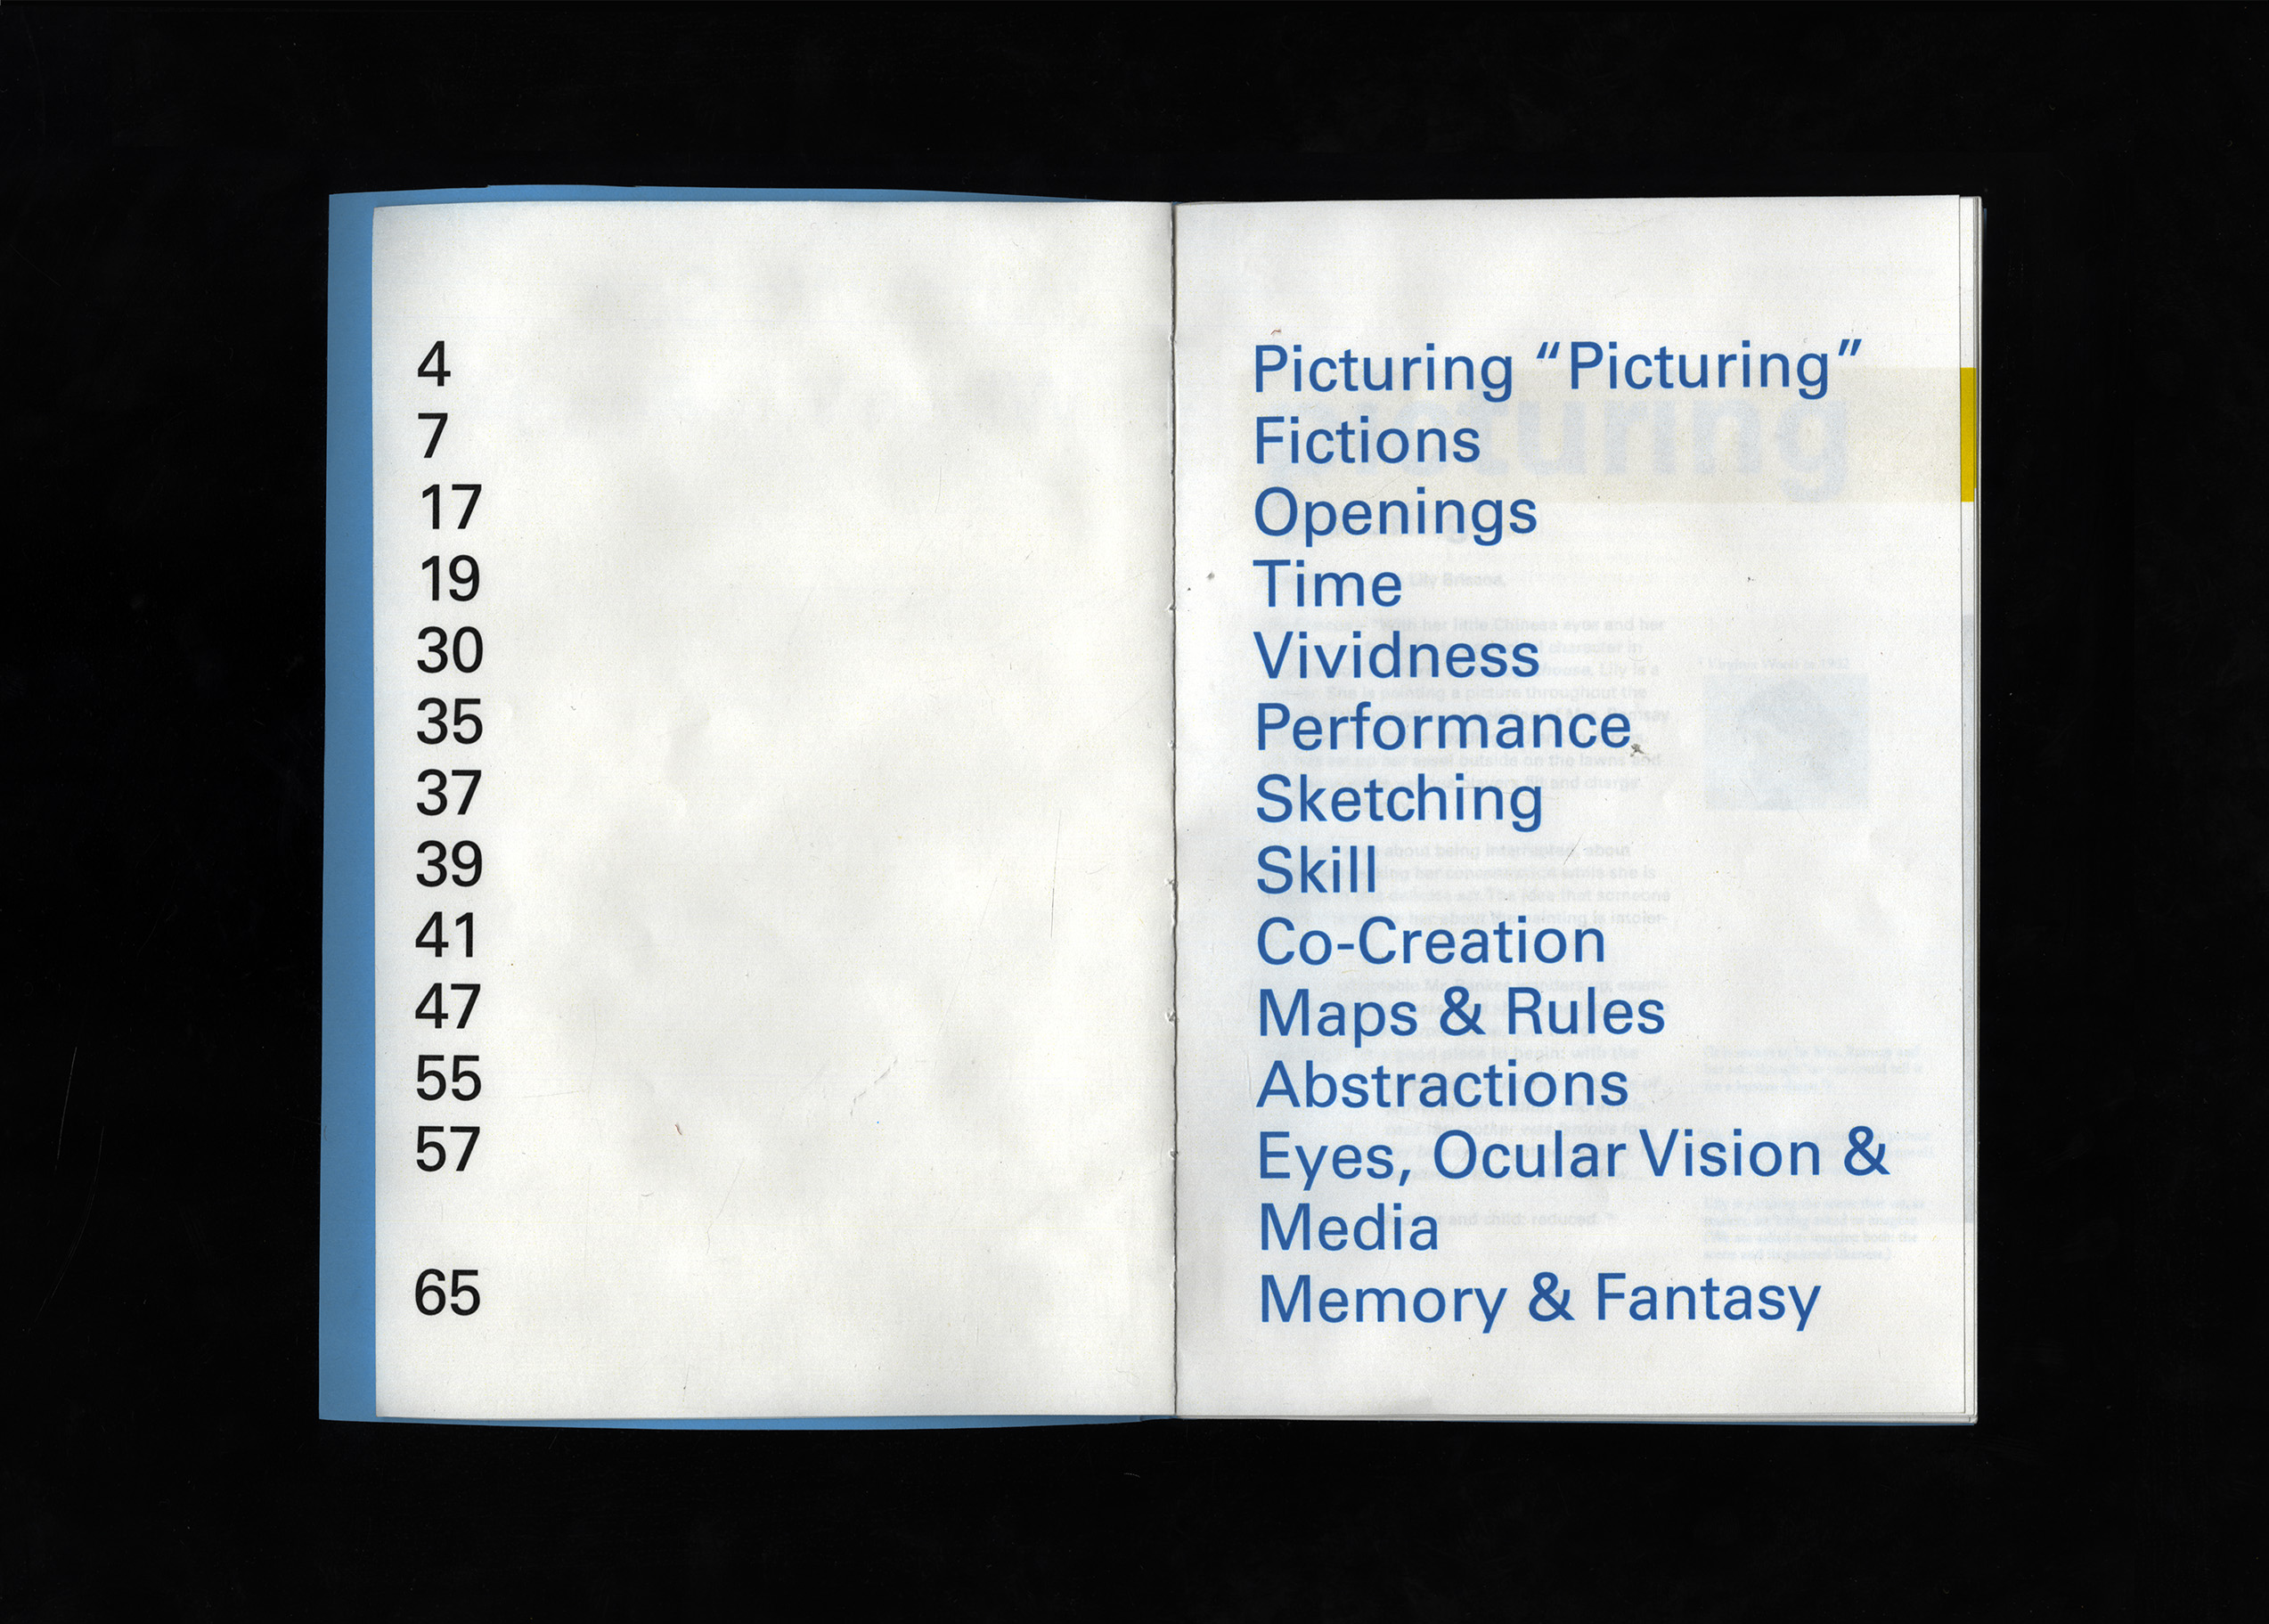 4 Picturing “Picturing”
7 Fictions
17 Openings
19 Time
30 Vividness
35 Performance
37 Sketching
39 Skill
41 Co-Creation
47 Maps & Rules
55 Abstractions
57 Eyes, Ocular Vision &
Media
65 Memory & Fantasy